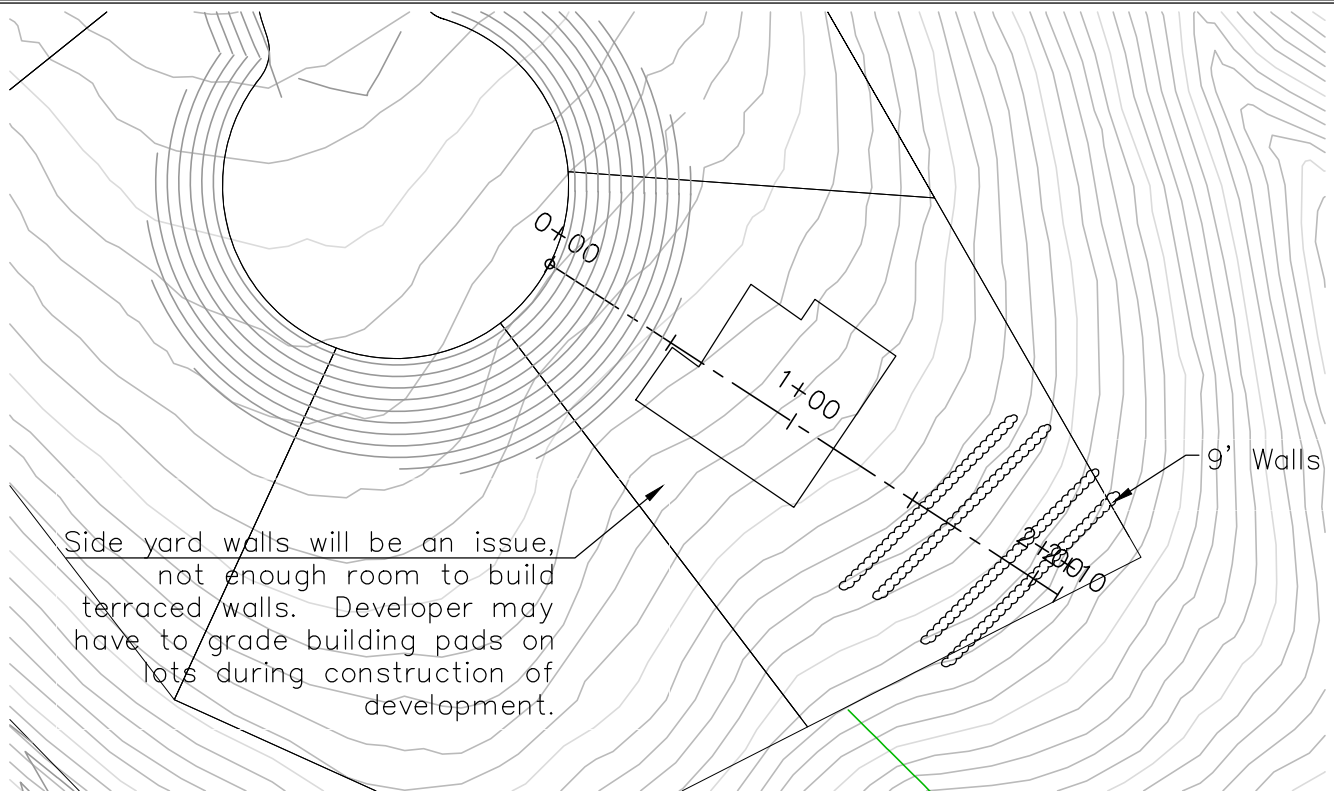 0+00
1+00
9' Walls
Side yard walls will be an issue,
not enough room to build
terraced walls. Developer may
have to grade building pads on
lots during construction of
development.